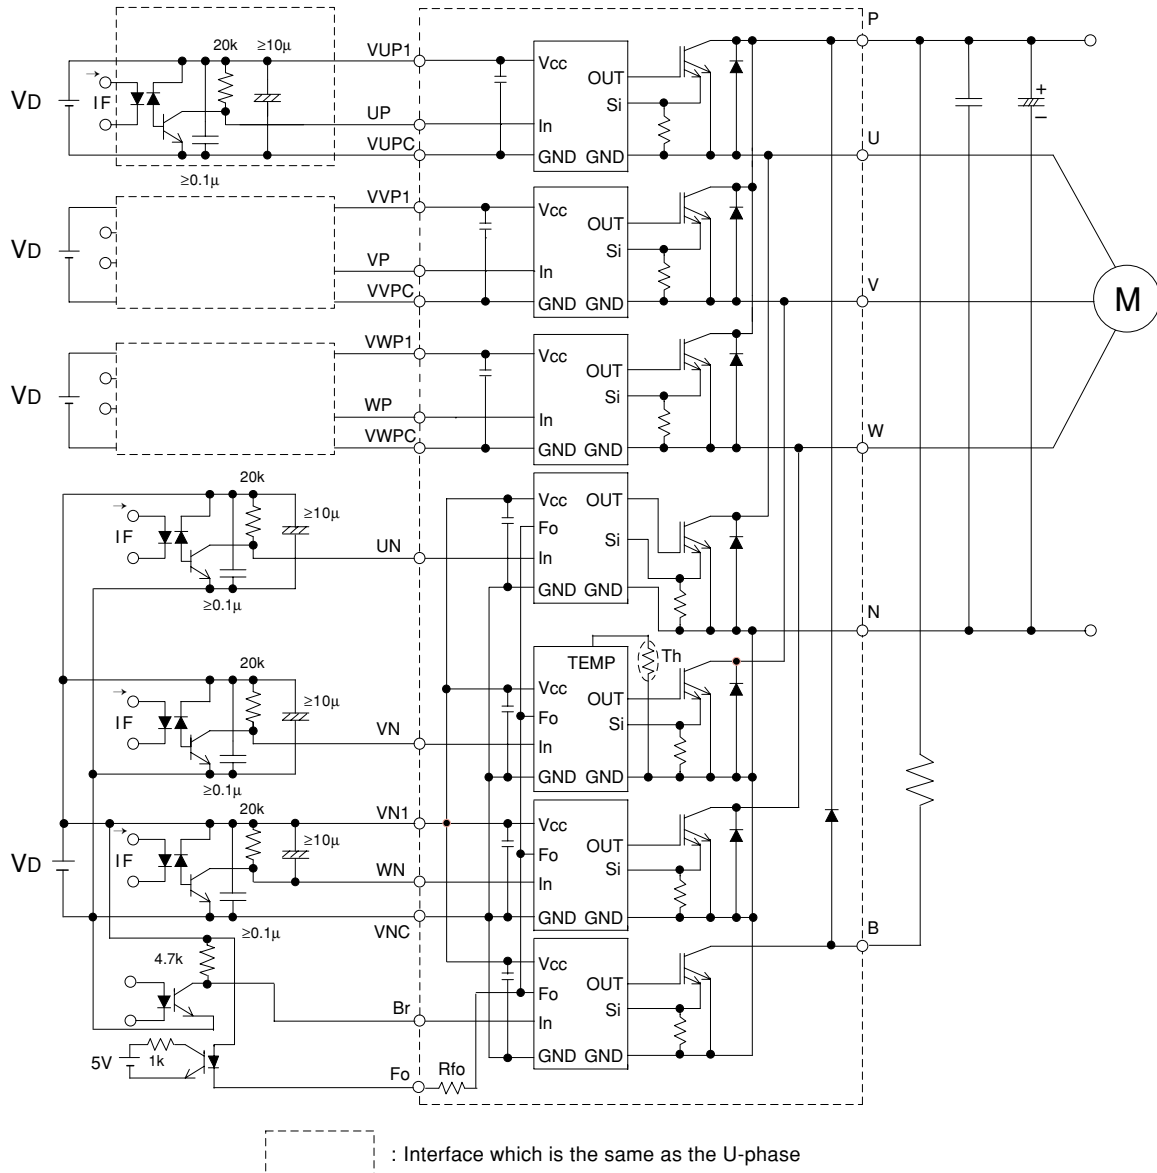 P
20k ≥10μ VUP1
Vcc
OUT
VD IF Si
UP In
U
VUPC GND GND
≥0.1μ
VVP1
Vcc
OUT
VD Si
VP In
V
VVPC GND GND
M
VWP1
Vcc
OUT
VD Si
WP In
W
VWPC GND GND
20k
Vcc OUT
≥10μ
Fo
IF Si
UN In
GND GND
≥0.1μ
N
TEMP Th
20k
Vcc
≥10μ OUT
IF Fo Si
VN In
GND GND
≥0.1μ
20k VN1
Vcc
≥10μ
OUT
VD IF Fo
Si
WN In
GND GND
VNC B
≥0.1μ
4.7k
Vcc
OUT
Fo
Br Si
In
GND GND
5V 1k
Fo Rfo
: Interface which is the same as the U-phase
+
–